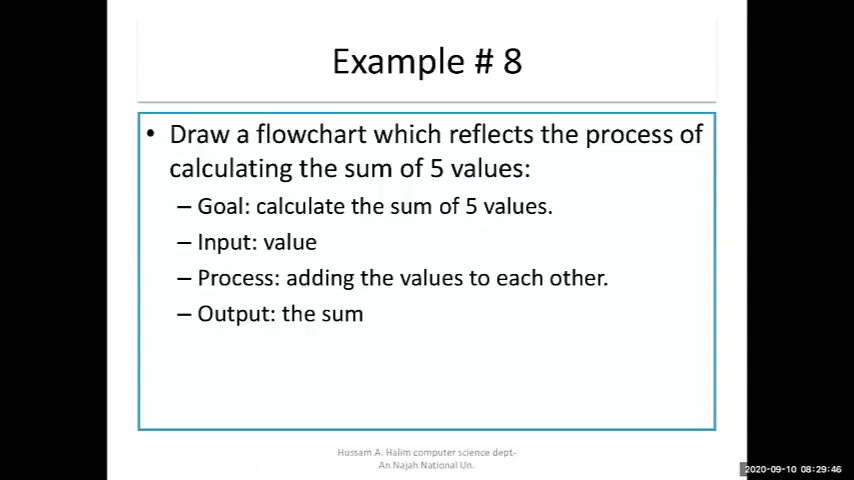 Example # 8
• Draw a flowchart which reflects the process of
calculating the sum of 5 values:
– Goal: calculate the sum of 5 values.
– Input: value
– Process: adding the values to each other.
– Output: the sum
Hussam A. Halim computer science dept-
An Najah National Un.
2020-09-10 08:29:46